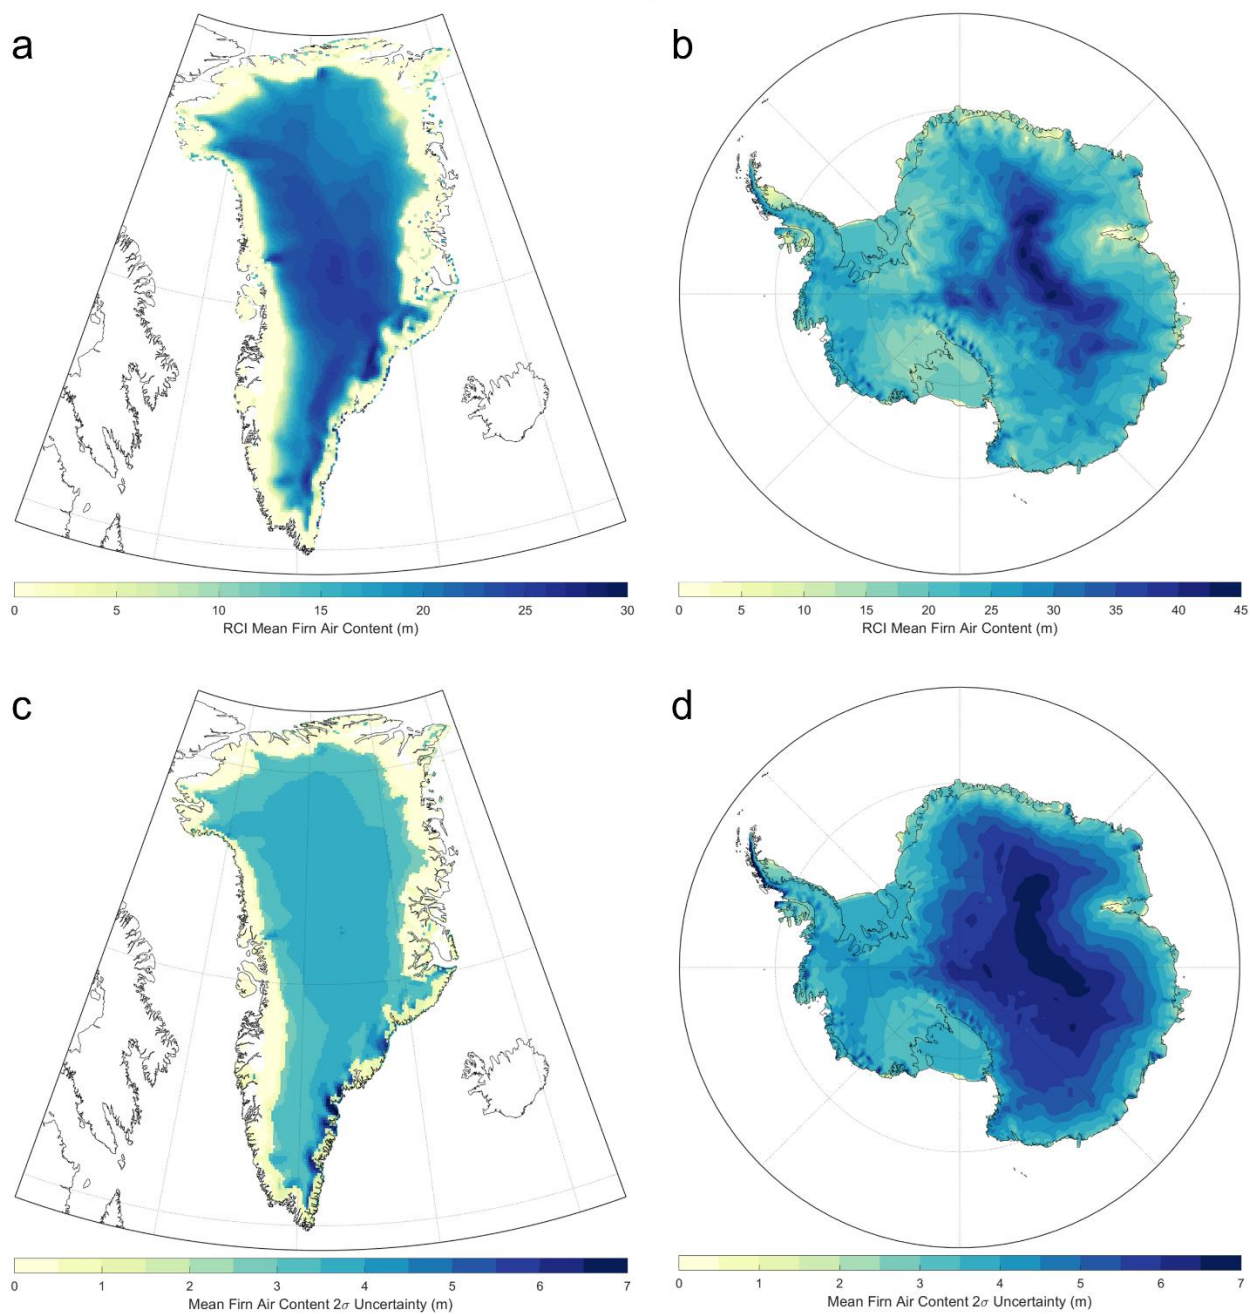 a
b
0 5 10 15 20 25 30
RCI Mean Firn Air Content (m)
0 5 10 15 20 25 30 35 40 45
RCI Mean Firn Air Content (m)
c
d
0 1 2 3 4 5 6 7
Mean Firn Air Content 2σ Uncertainty (m)
0 1 2 3 4 5 6 7
Mean Firn Air Content 2σ Uncertainty (m)